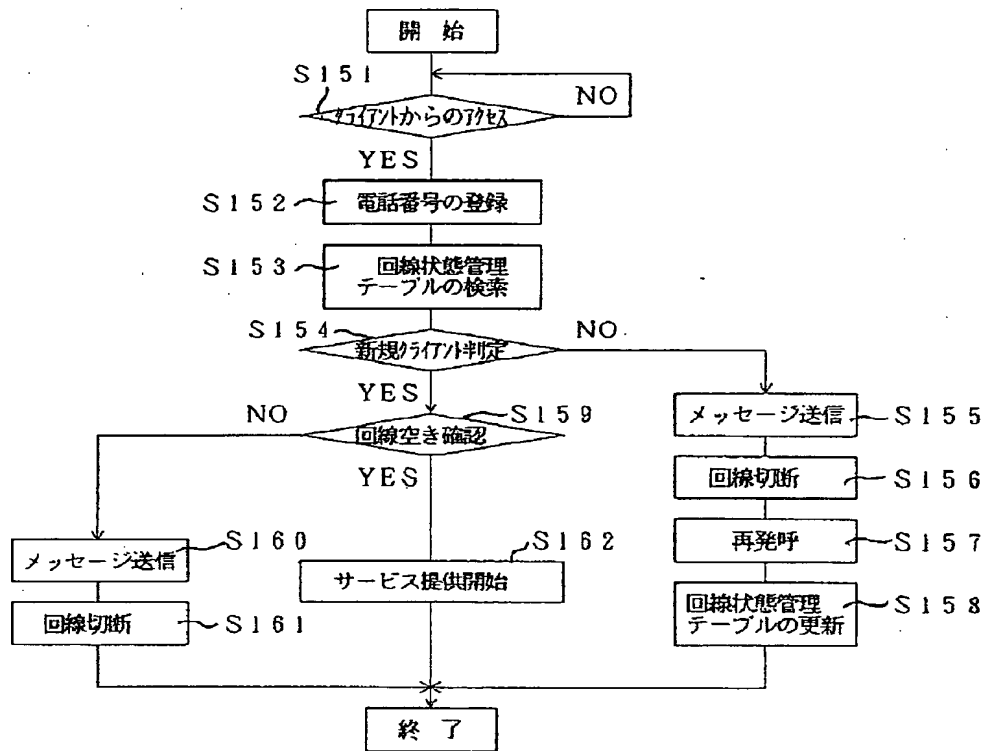 開 始
S151
クライアントからのアクセス
NO
YES
S152
電話番号の登録
S153
回線状態管理
テーブルの検索
S154
新規クライアント判定
NO
YES
S159
回線空き確認
NO
YES
メッセージ送信
S155
回線切断
S156
再発呼
S157
回線状態管理
テーブルの更新
S158
メッセージ送信
S160
回線切断
S161
S162
サービス提供開始
終 了